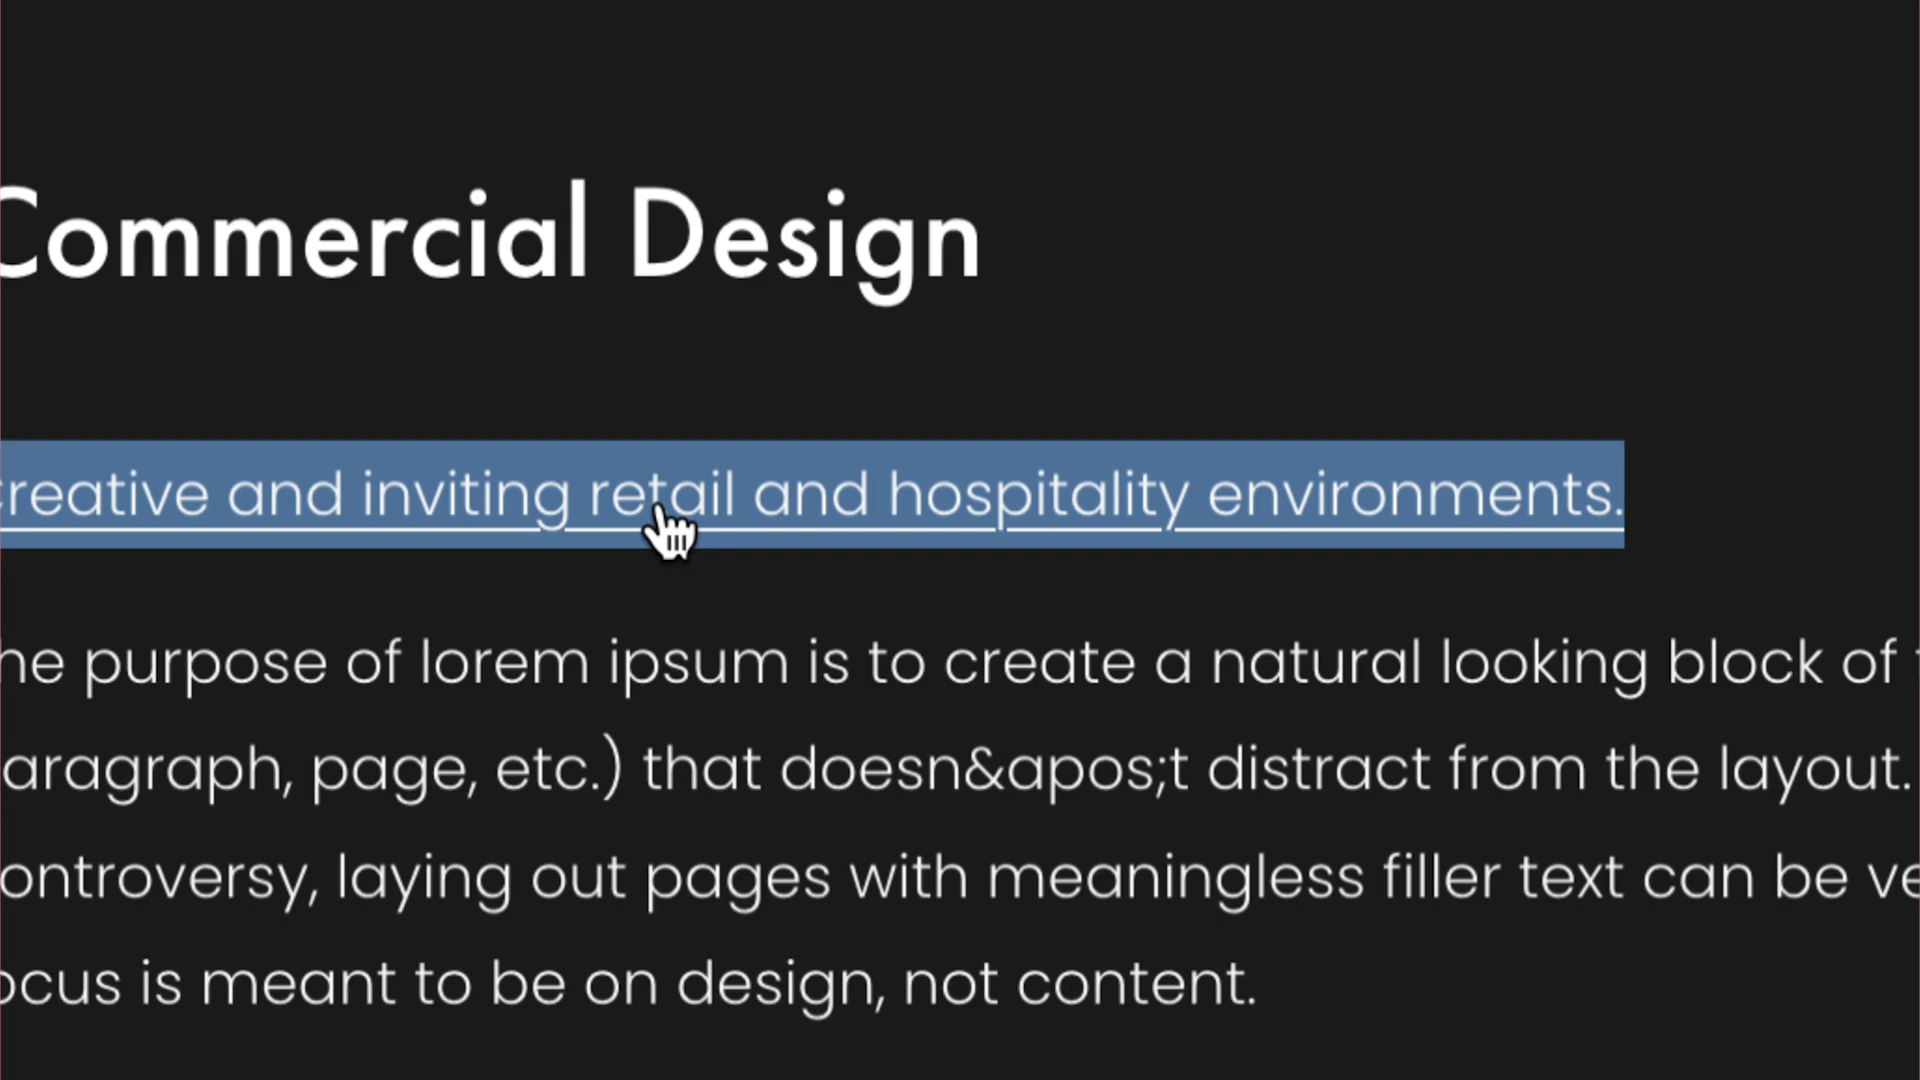 Commercial Design
creative and inviting retail and hospitality environments.
he purpose of lorem ipsum is to create a natural looking block of
aragraph, page, etc.) that doesn&apos;t distract from the layout.
ontroversy, laying out pages with meaningless filler text can be ve
ocus is meant to be on design, not content.